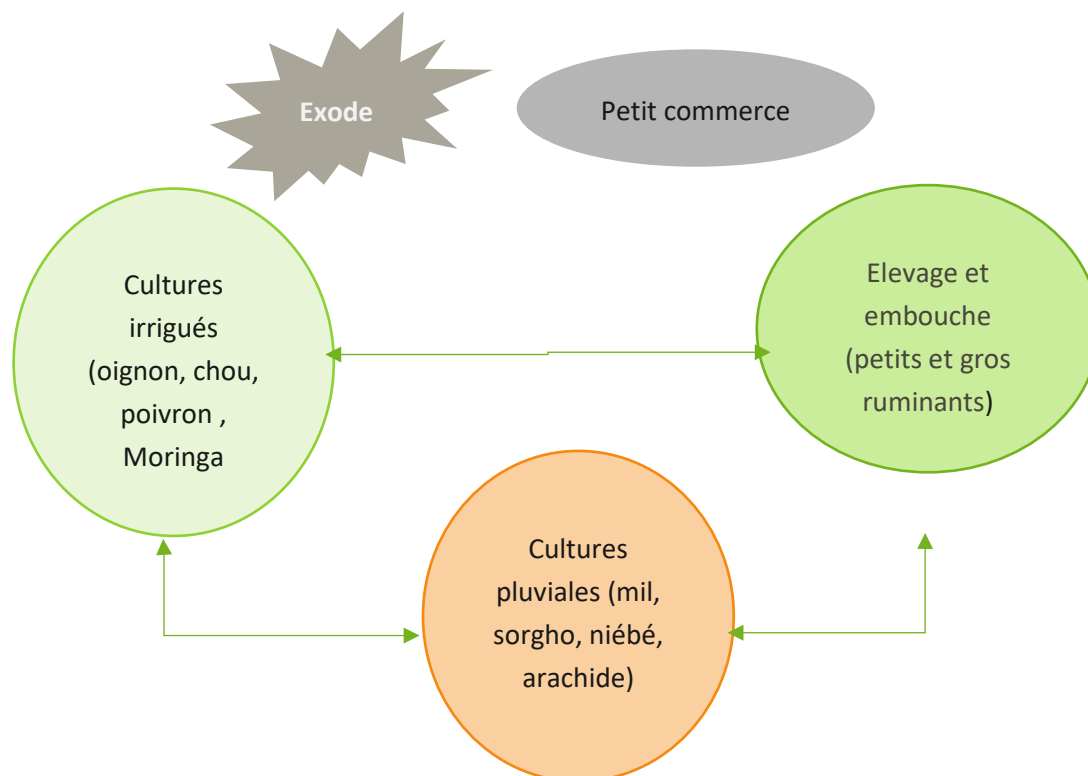 Exode
Petit commerce
Cultures
irrigués
(oignon, chou,
poivron ,
Moringa
Elevage et
embouche
(petits et gros
ruminants)
Cultures
pluviales (mil,
sorgho, niébé,
arachide)